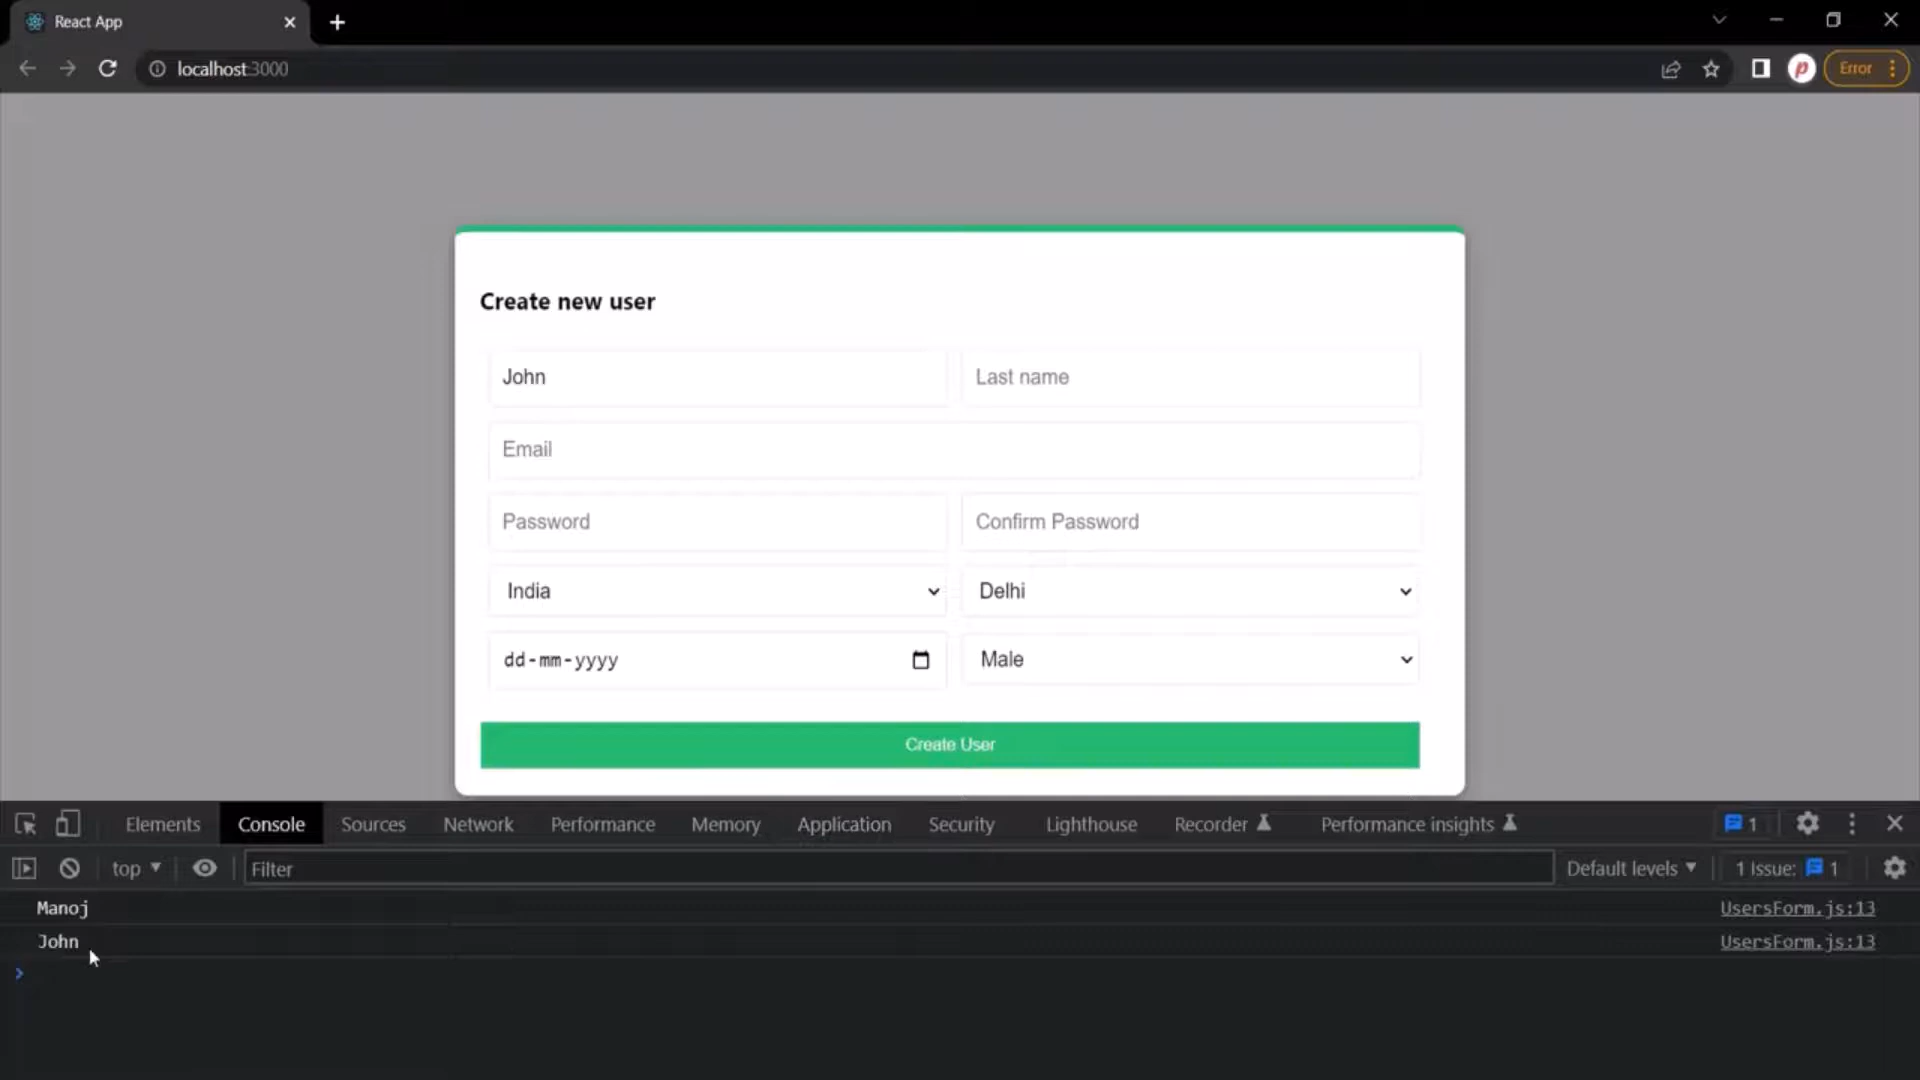 React App
localhost:3000
Error
Create new user
John
Last name
Email
Password
Confirm Password
India
Delhi
dd-mm-yyyy
Male
Create User
Elements Console Sources Network Performance Memory Application Security Lighthouse Recorder Performance insights 1
top Filter Default levels 1 Issue: 1
Manoj UsersForm.js:13
John UsersForm.js:13